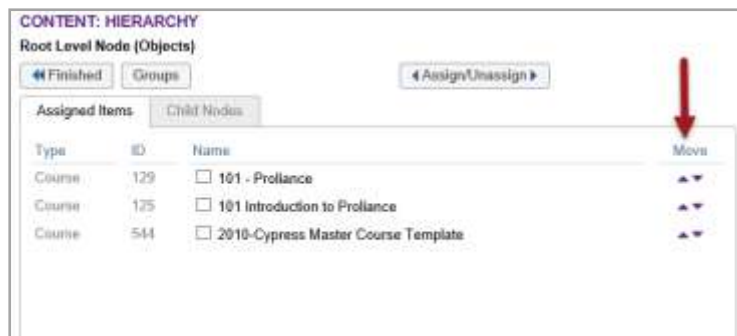 CONTENT: HIERARCHY
Root Level Node (Objects)
Finished Groups Assign/Unassign
Assigned Items Child Nodes
Type ID Name Move
Course 129 101 - Proliance
Course 125 101 Introduction to Proliance
Course 544 2010-Cypress Master Course Template